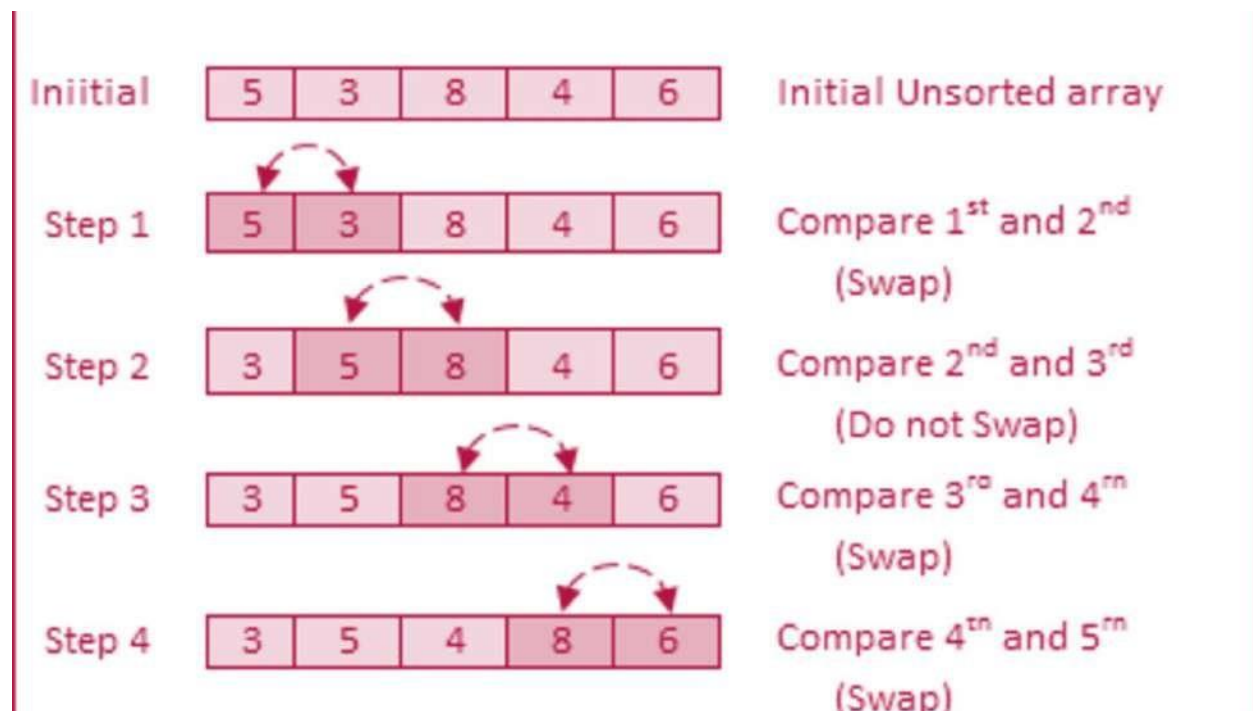 Iniitial 5 3 8 4 6 Initial Unsorted array
Step 1 5 3 8 4 6 Compare 1st and 2nd
(Swap)
Step 2 3 5 8 4 6 Compare 2nd and 3rd
(Do not Swap)
Step 3 3 5 8 4 6 Compare 3rd and 4th
(Swap)
Step 4 3 5 4 8 6 Compare 4th and 5th
(Swap)